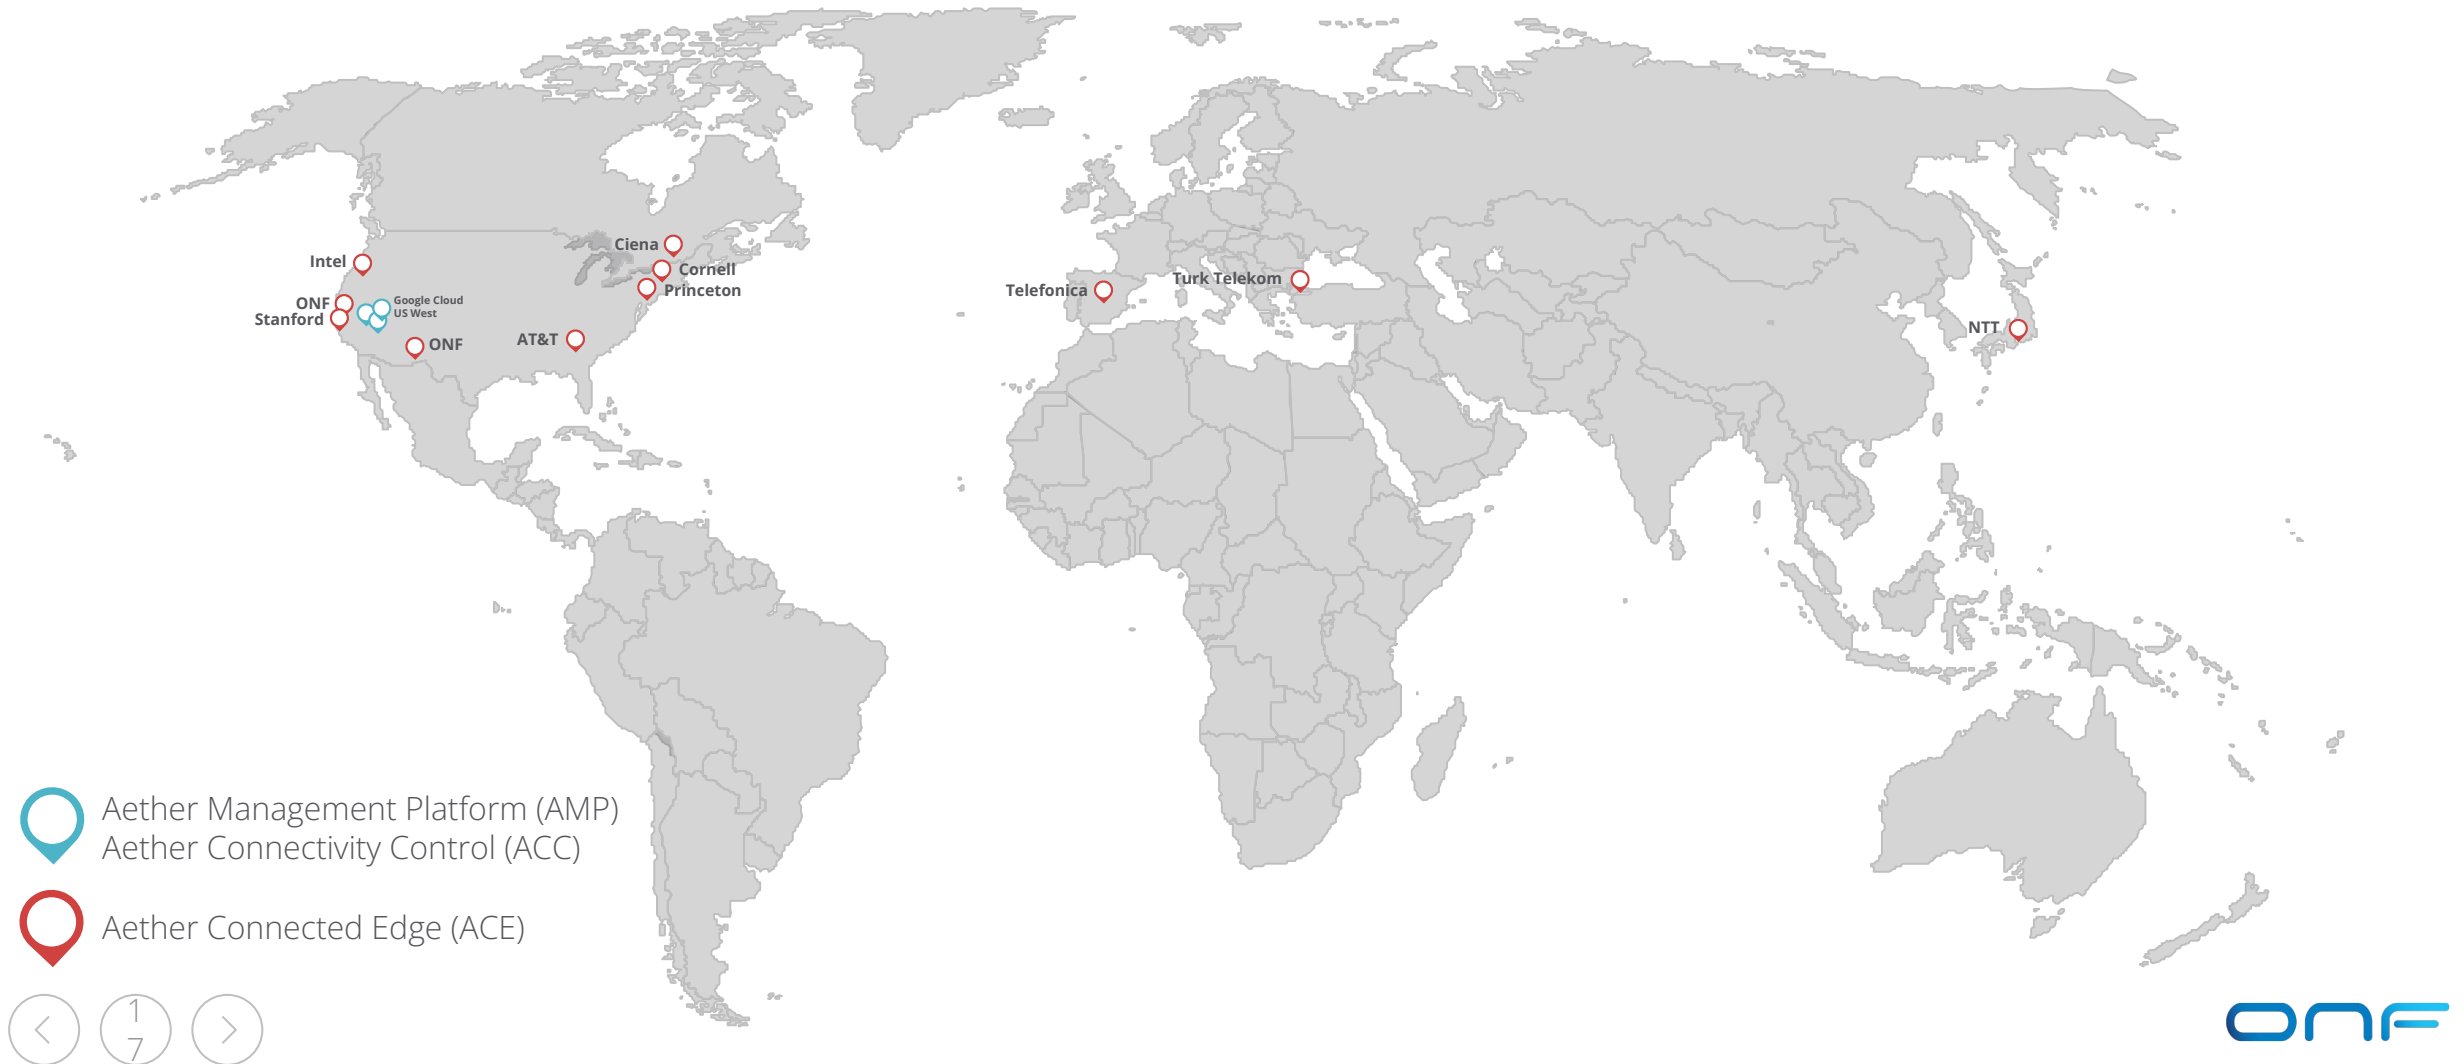 Ciena
Intel
Cornell
Princeton
ONF
Google Cloud
US West
Stanford
AT&T
ONF
Telefonica
Turk Telekom
NTT
Aether Management Platform (AMP)
Aether Connectivity Control (ACC)
Aether Connected Edge (ACE)
1
7
ONF